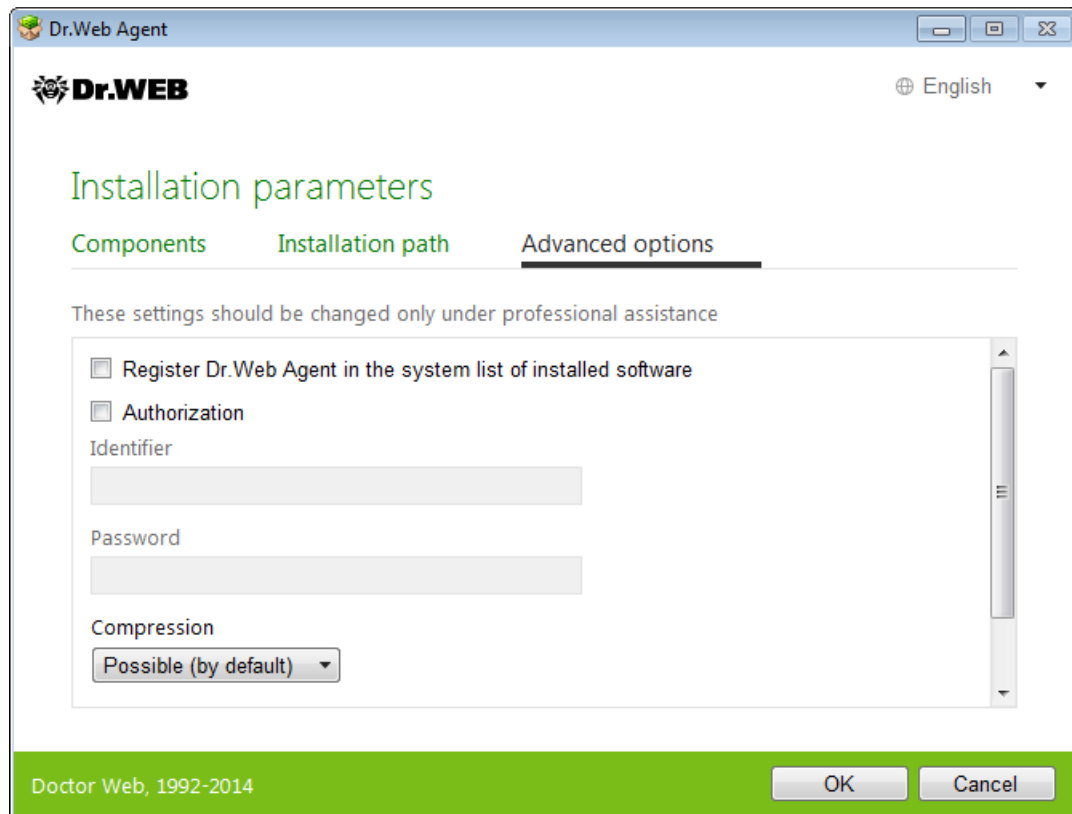 Dr.Web Agent
Dr.WEB
English
Installation parameters
Components Installation path Advanced options
These settings should be changed only under professional assistance
Register Dr.Web Agent in the system list of installed software
Authorization
Identifier
Password
Compression
Possible (by default)
Doctor Web, 1992-2014
OK Cancel